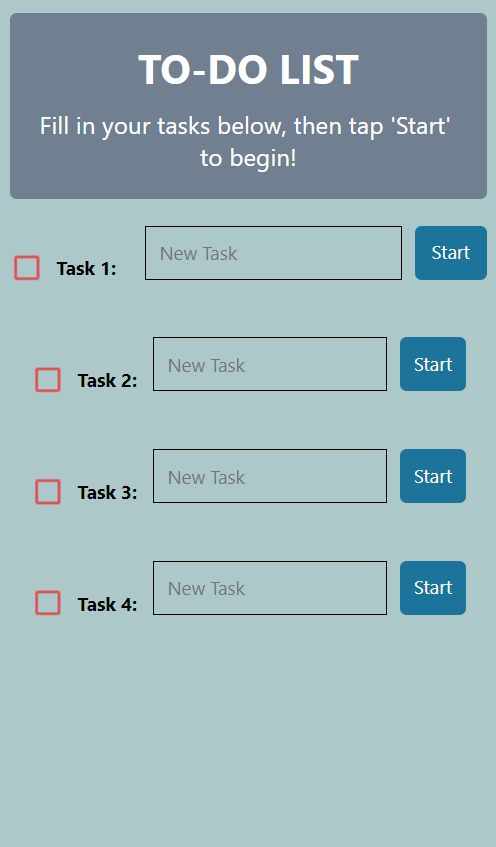 TO-DO LIST
Fill in your tasks below, then tap 'Start'
to begin!
Task 1: New Task Start
Task 2: New Task Start
Task 3: New Task Start
Task 4: New Task Start